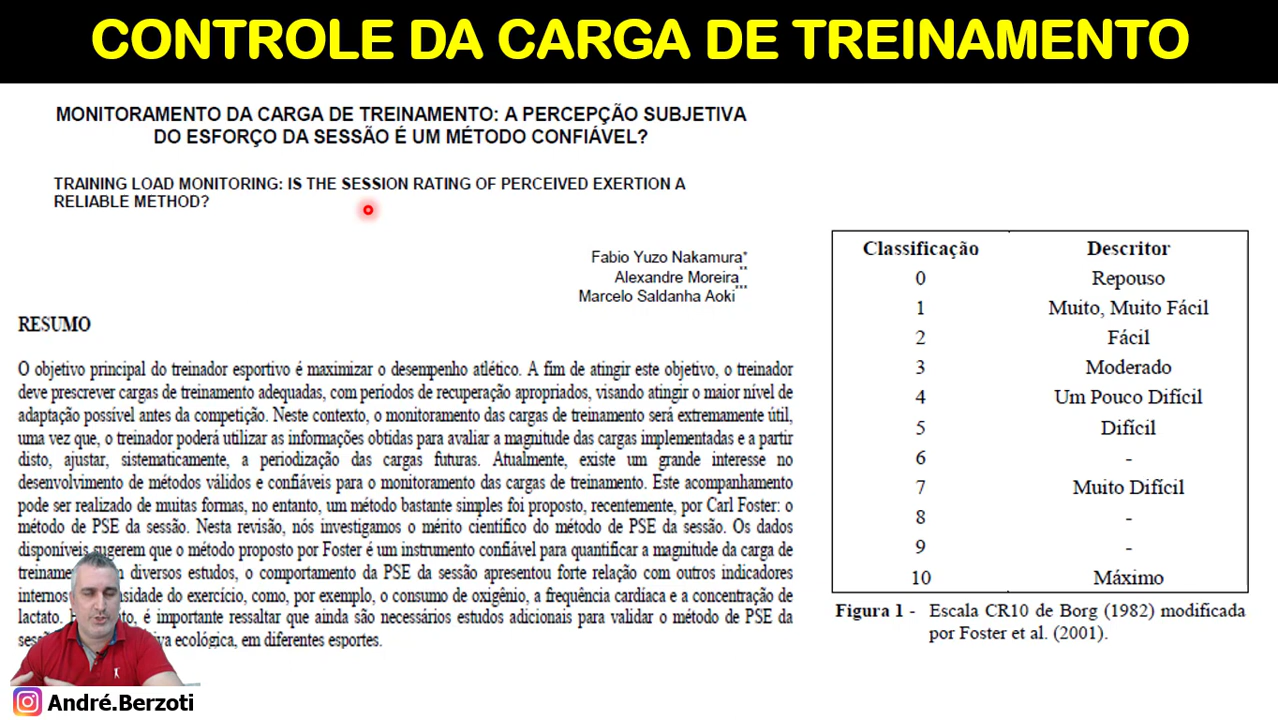 CONTROLE DA CARGA DE TREINAMENTO
MONITORAMENTO DA CARGA DE TREINAMENTO: A PERCEPÇÃO SUBJETIVA
DO ESFORÇO DA SESSÃO É UM MÉTODO CONFIÁVEL?
TRAINING LOAD MONITORING: IS THE SESSION RATING OF PERCEIVED EXERTION A
RELIABLE METHOD?
Fabio Yuzo Nakamura*
Alexandre Moreira**
Marcelo Saldanha Aoki***
RESUMO
O objetivo principal do treinador esportivo é maximizar o desempenho atlético. A fim de atingir este objetivo, o treinador
deve prescrever cargas de treinamento adequadas, com períodos de recuperação apropriados, visando atingir o maior nível de
adaptação possível antes da competição. Neste contexto, o monitoramento das cargas de treinamento será extremamente útil,
uma vez que, o treinador poderá utilizar as informações obtidas para avaliar a magnitude das cargas implementadas e a partir
disto, ajustar, sistematicamente, a periodização das cargas futuras. Atualmente, existe um grande interesse no
desenvolvimento de métodos válidos e confiáveis para o monitoramento das cargas de treinamento. Este acompanhamento
pode ser realizado de muitas formas, no entanto, um método bastante simples foi proposto, recentemente, por Carl Foster: o
método de PSE da sessão. Nesta revisão, nós investigamos o mérito científico do método de PSE da sessão. Os dados
disponíveis sugerem que o método proposto por Foster é um instrumento confiável para quantificar a magnitude da carga de
diversos estudos, o comportamento da PSE da sessão apresentou forte relação com outros indicadores
internos do exercício, como, por exemplo, o consumo de oxigênio, a frequência cardíaca e a concentração de
lactato. é importante ressaltar que ainda são necessários estudos adicionais para validar o método de PSE da
ecológica, em diferentes esportes.
Classificação Descritor
0 Repouso
1 Muito, Muito Fácil
2 Fácil
3 Moderado
4 Um Pouco Difícil
5 Difícil
6 -
7 Muito Difícil
8 -
9 -
10 Máximo
Figura 1 - Escala CR10 de Borg (1982) modificada
por Foster et al. (2001).
André.Berzoti